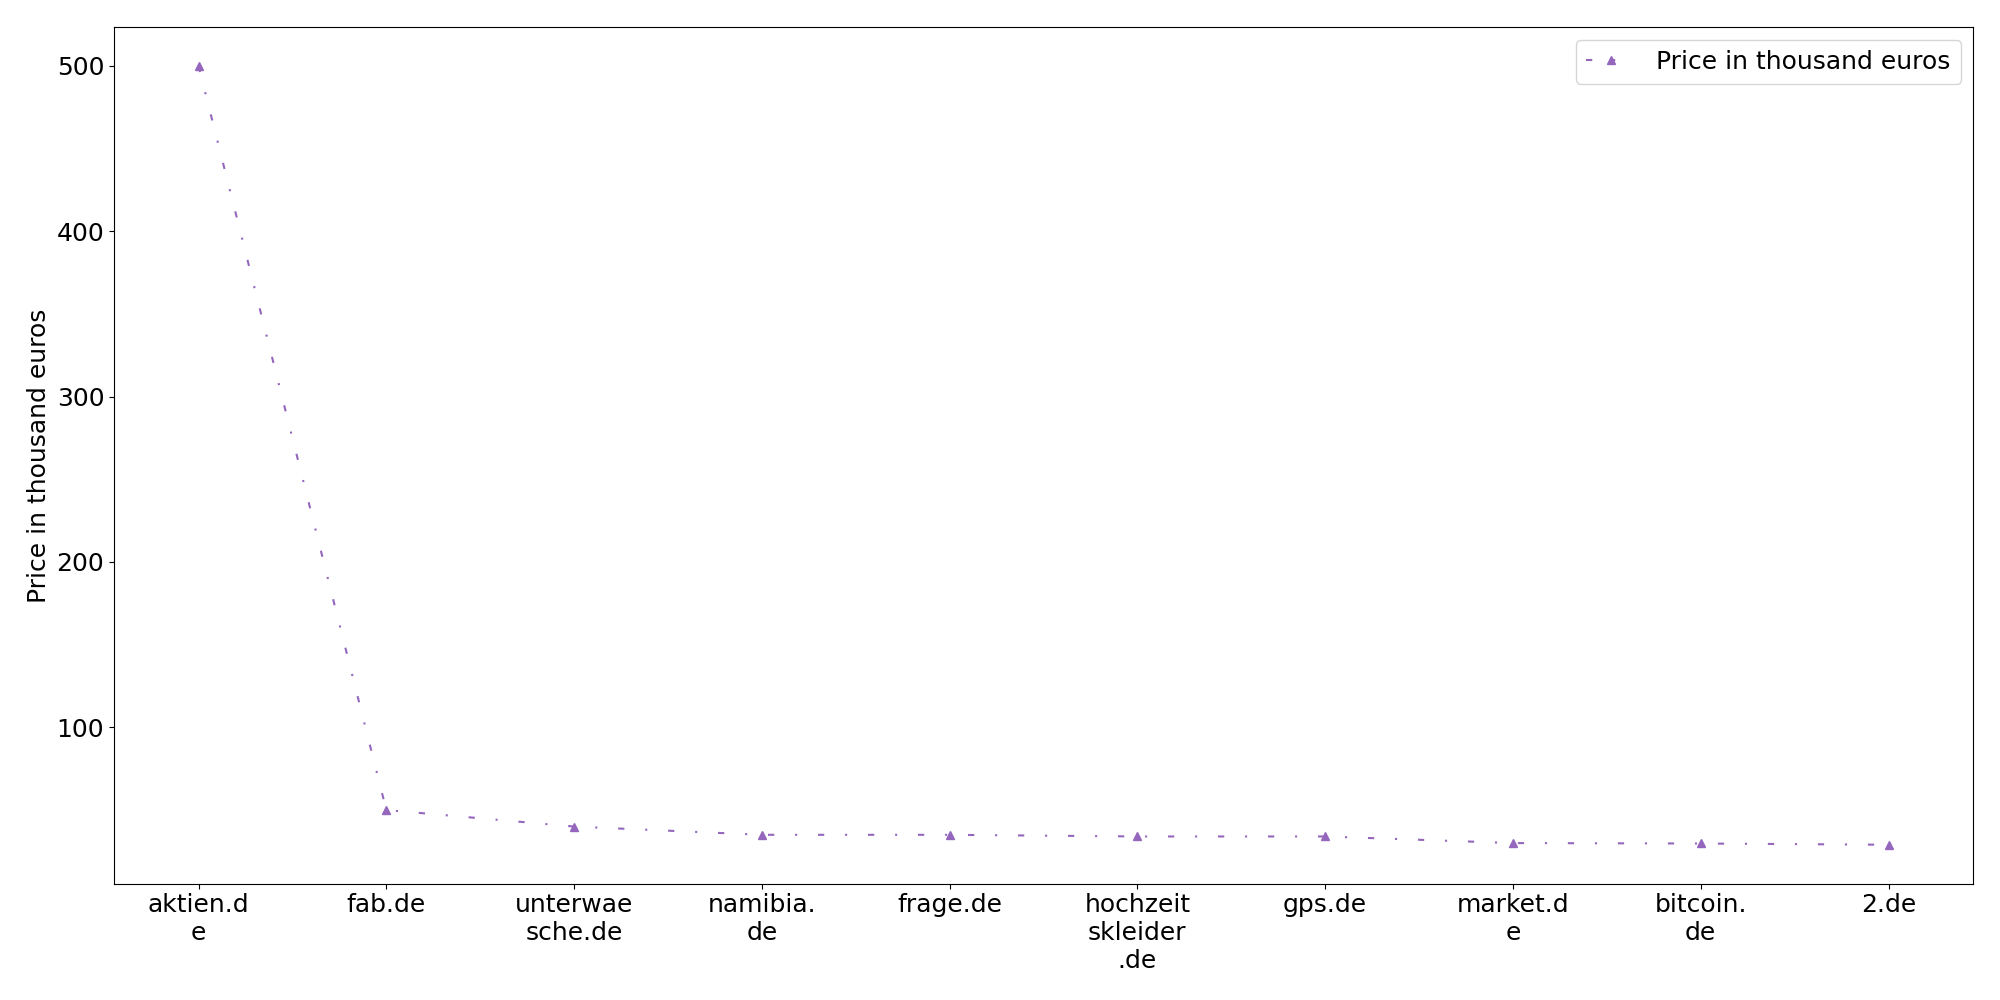 Price in thousand euros
500
400
300
200
100
Price in thousand euros
aktien.d
e
fab.de
unterwae
sche.de
namibia.
de
frage.de
hochzeit
skleider
.de
gps.de
market.d
e
bitcoin.
de
2.de